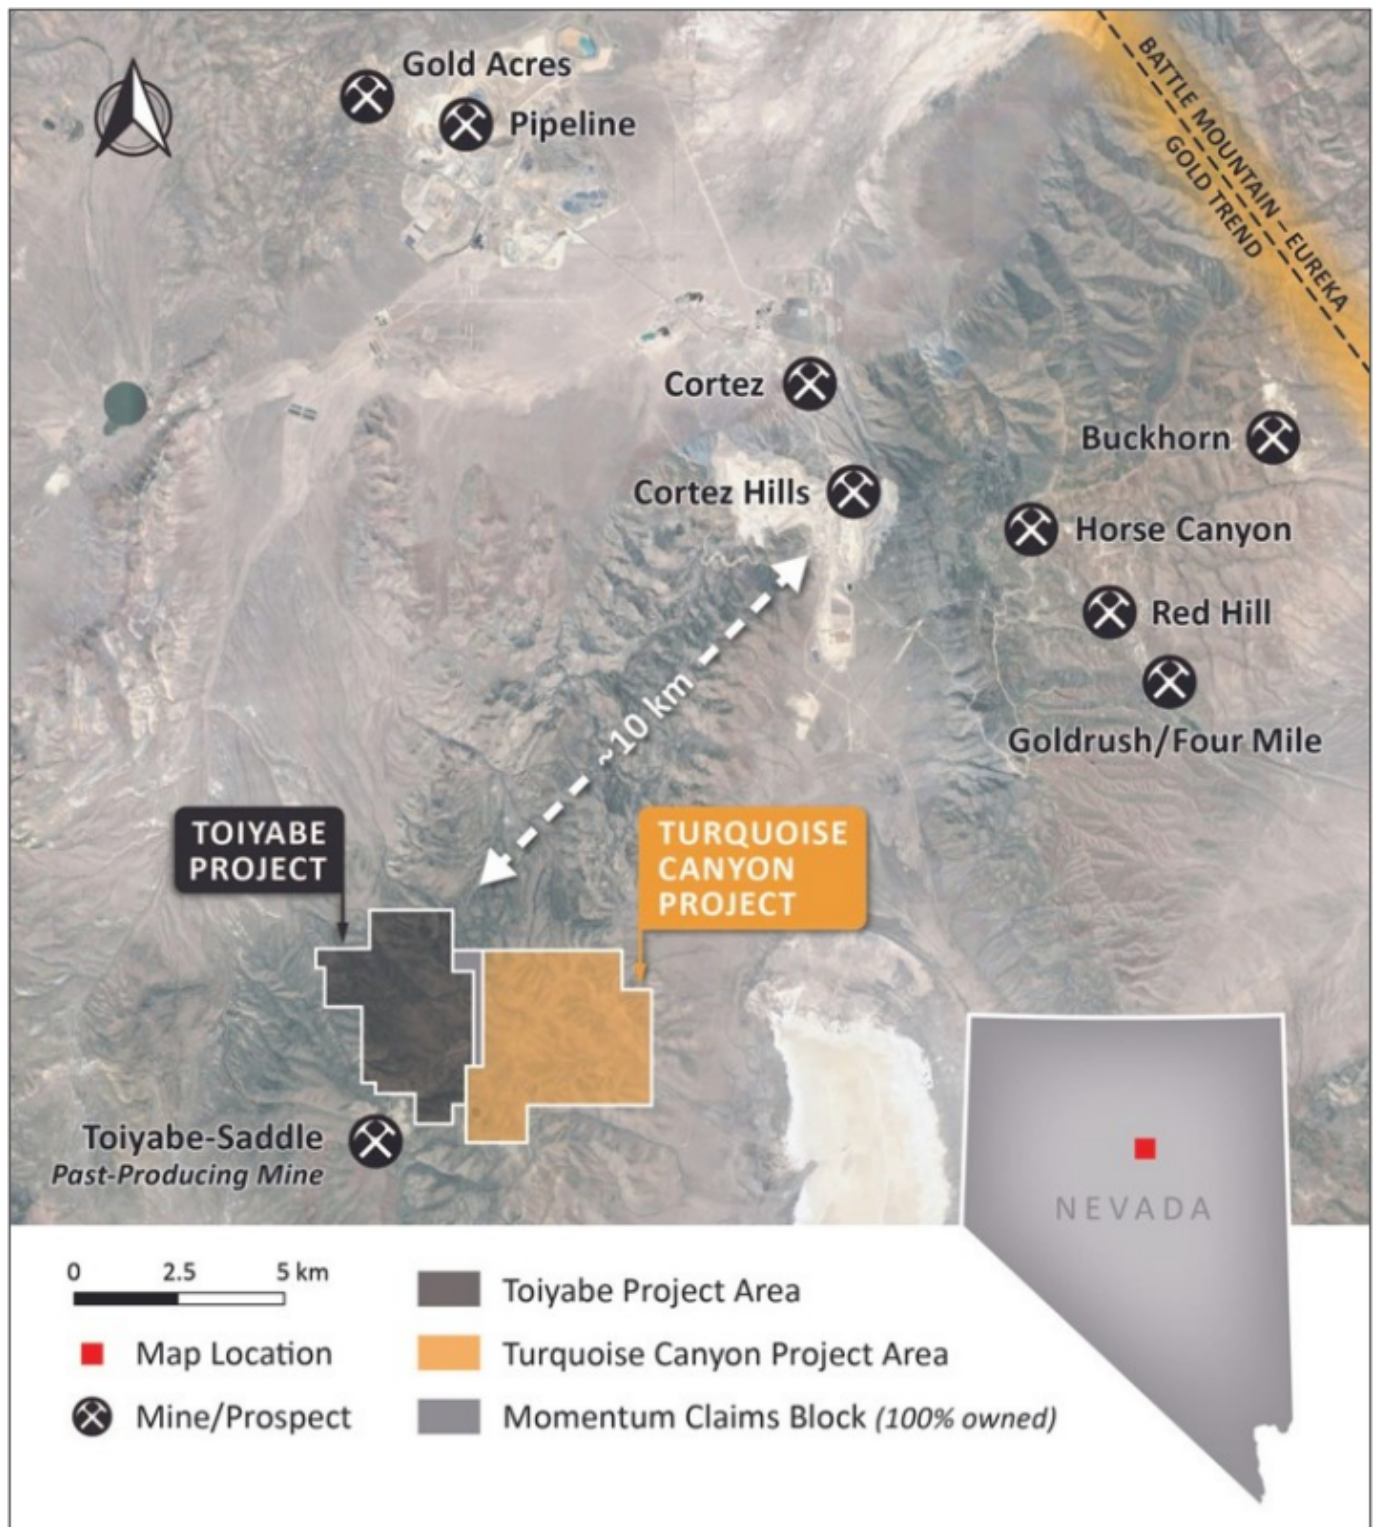 BATTLE MOUNTAIN – EUREKA
GOLD TREND
Gold Acres
Pipeline
Cortez
Buckhorn
Cortez Hills
Horse Canyon
Red Hill
Goldrush/Four Mile
~10 km
TOIYABE
PROJECT
TURQUOISE
CANYON
PROJECT
Toiyabe-Saddle
Past-Producing Mine
NEVADA
0 2.5 5 km
Map Location
Mine/Prospect
Toiyabe Project Area
Turquoise Canyon Project Area
Momentum Claims Block (100% owned)